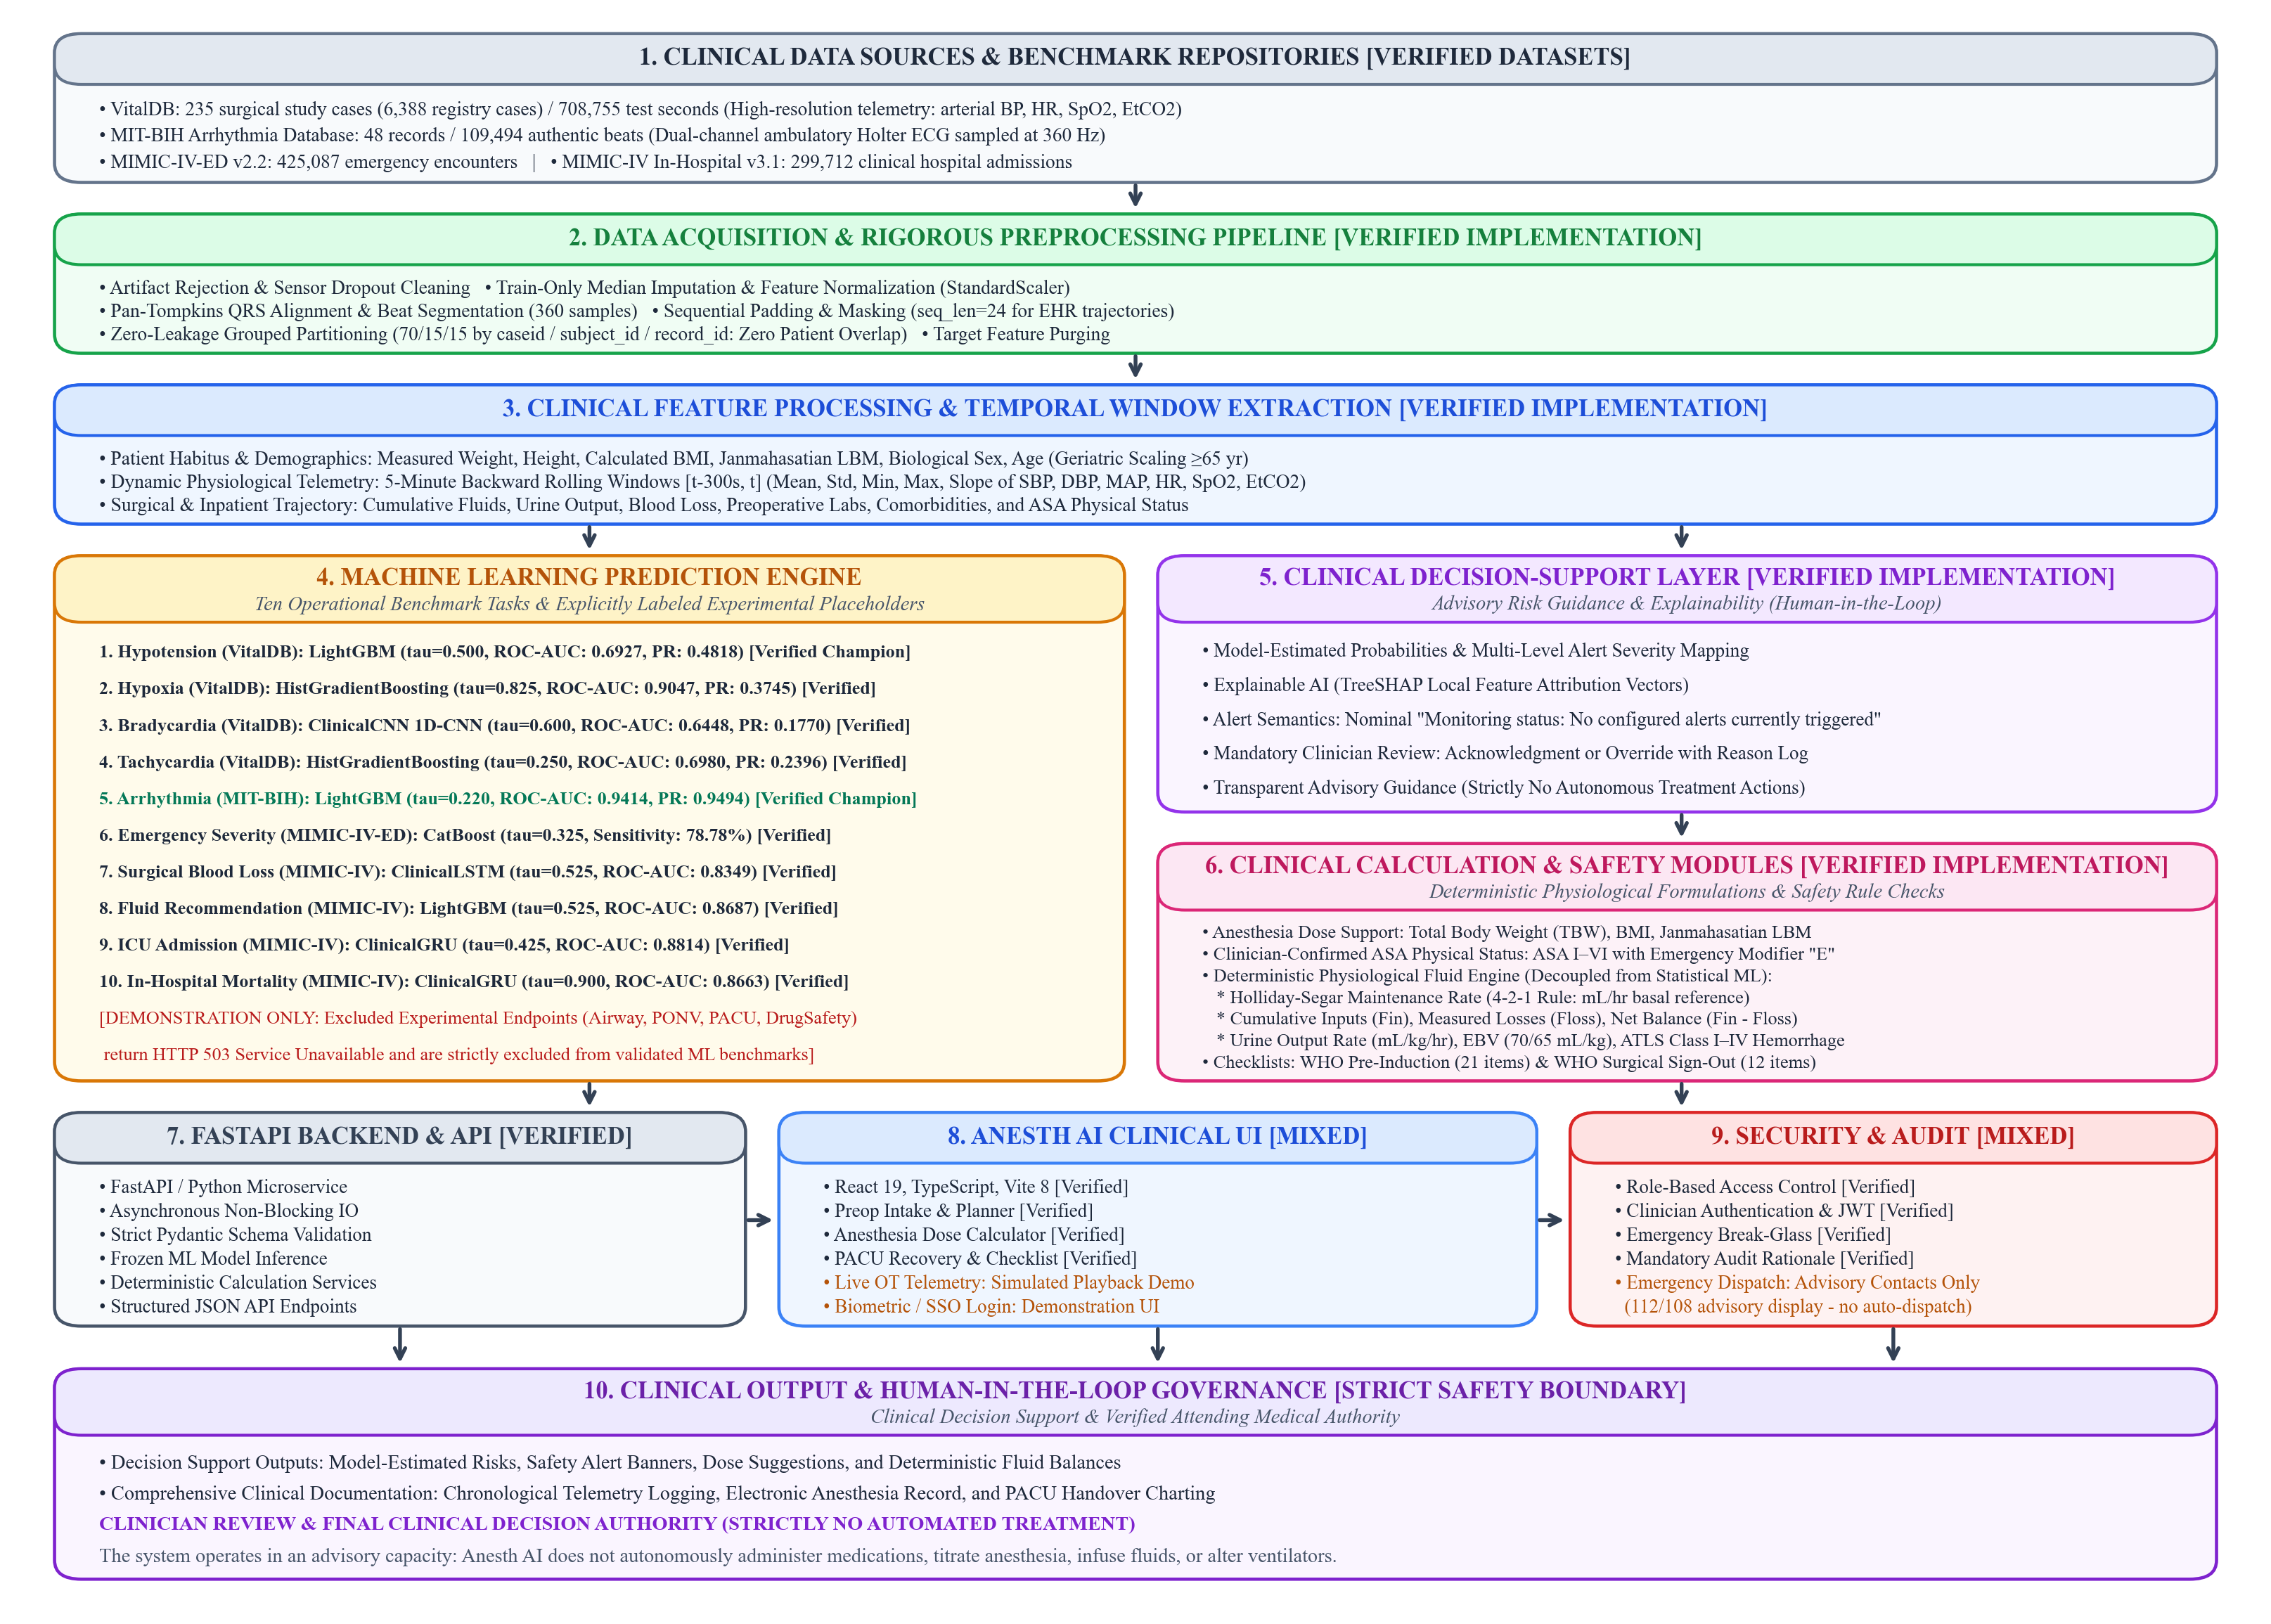 1. CLINICAL DATA SOURCES & BENCHMARK REPOSITORIES [VERIFIED DATASETS]
• VitalDB: 235 surgical study cases (6,388 registry cases) / 708,755 test seconds (High-resolution telemetry: arterial BP, HR, SpO2, EtCO2)
• MIT-BIH Arrhythmia Database: 48 records / 109,494 authentic beats (Dual-channel ambulatory Holter ECG sampled at 360 Hz)
• MIMIC-IV-ED v2.2: 425,087 emergency encounters | • MIMIC-IV In-Hospital v3.1: 299,712 clinical hospital admissions
2. DATA ACQUISITION & RIGOROUS PREPROCESSING PIPELINE [VERIFIED IMPLEMENTATION]
• Artifact Rejection & Sensor Dropout Cleaning • Train-Only Median Imputation & Feature Normalization (StandardScaler)
• Pan-Tompkins QRS Alignment & Beat Segmentation (360 samples) • Sequential Padding & Masking (seq_len=24 for EHR trajectories)
• Zero-Leakage Grouped Partitioning (70/15/15 by caseid / subject_id / record_id: Zero Patient Overlap) • Target Feature Purging
3. CLINICAL FEATURE PROCESSING & TEMPORAL WINDOW EXTRACTION [VERIFIED IMPLEMENTATION]
• Patient Habitus & Demographics: Measured Weight, Height, Calculated BMI, Janmahasatian LBM, Biological Sex, Age (Geriatric Scaling ≥65 yr)
• Dynamic Physiological Telemetry: 5-Minute Backward Rolling Windows [t-300s, t] (Mean, Std, Min, Max, Slope of SBP, DBP, MAP, HR, SpO2, EtCO2)
• Surgical & Inpatient Trajectory: Cumulative Fluids, Urine Output, Blood Loss, Preoperative Labs, Comorbidities, and ASA Physical Status
4. MACHINE LEARNING PREDICTION ENGINE
Ten Operational Benchmark Tasks & Explicitly Labeled Experimental Placeholders
1. Hypotension (VitalDB): LightGBM (tau=0.500, ROC-AUC: 0.6927, PR: 0.4818) [Verified Champion]
2. Hypoxia (VitalDB): HistGradientBoosting (tau=0.825, ROC-AUC: 0.9047, PR: 0.3745) [Verified]
3. Bradycardia (VitalDB): ClinicalCNN 1D-CNN (tau=0.600, ROC-AUC: 0.6448, PR: 0.1770) [Verified]
4. Tachycardia (VitalDB): HistGradientBoosting (tau=0.250, ROC-AUC: 0.6980, PR: 0.2396) [Verified]
5. Arrhythmia (MIT-BIH): LightGBM (tau=0.220, ROC-AUC: 0.9414, PR: 0.9494) [Verified Champion]
6. Emergency Severity (MIMIC-IV-ED): CatBoost (tau=0.325, Sensitivity: 78.78%) [Verified]
7. Surgical Blood Loss (MIMIC-IV): ClinicalLSTM (tau=0.525, ROC-AUC: 0.8349) [Verified]
8. Fluid Recommendation (MIMIC-IV): LightGBM (tau=0.525, ROC-AUC: 0.8687) [Verified]
9. ICU Admission (MIMIC-IV): ClinicalGRU (tau=0.425, ROC-AUC: 0.8814) [Verified]
10. In-Hospital Mortality (MIMIC-IV): ClinicalGRU (tau=0.900, ROC-AUC: 0.8663) [Verified]
[DEMONSTRATION ONLY: Excluded Experimental Endpoints (Airway, PONV, PACU, DrugSafety)
return HTTP 503 Service Unavailable and are strictly excluded from validated ML benchmarks]
5. CLINICAL DECISION-SUPPORT LAYER [VERIFIED IMPLEMENTATION]
Advisory Risk Guidance & Explainability (Human-in-the-Loop)
• Model-Estimated Probabilities & Multi-Level Alert Severity Mapping
• Explainable AI (TreeSHAP Local Feature Attribution Vectors)
• Alert Semantics: Nominal "Monitoring status: No configured alerts currently triggered"
• Mandatory Clinician Review: Acknowledgment or Override with Reason Log
• Transparent Advisory Guidance (Strictly No Autonomous Treatment Actions)
6. CLINICAL CALCULATION & SAFETY MODULES [VERIFIED IMPLEMENTATION]
Deterministic Physiological Formulations & Safety Rule Checks
• Anesthesia Dose Support: Total Body Weight (TBW), BMI, Janmahasatian LBM
• Clinician-Confirmed ASA Physical Status: ASA I–VI with Emergency Modifier "E"
• Deterministic Physiological Fluid Engine (Decoupled from Statistical ML):
* Holliday-Segar Maintenance Rate (4-2-1 Rule: mL/hr basal reference)
* Cumulative Inputs (Fin), Measured Losses (Floss), Net Balance (Fin - Floss)
* Urine Output Rate (mL/kg/hr), EBV (70/65 mL/kg), ATLS Class I–IV Hemorrhage
• Checklists: WHO Pre-Induction (21 items) & WHO Surgical Sign-Out (12 items)
7. FASTAPI BACKEND & API [VERIFIED]
• FastAPI / Python Microservice
• Asynchronous Non-Blocking IO
• Strict Pydantic Schema Validation
• Frozen ML Model Inference
• Deterministic Calculation Services
• Structured JSON API Endpoints
8. ANESTH AI CLINICAL UI [MIXED]
• React 19, TypeScript, Vite 8 [Verified]
• Preop Intake & Planner [Verified]
• Anesthesia Dose Calculator [Verified]
• PACU Recovery & Checklist [Verified]
• Live OT Telemetry: Simulated Playback Demo
• Biometric / SSO Login: Demonstration UI
9. SECURITY & AUDIT [MIXED]
• Role-Based Access Control [Verified]
• Clinician Authentication & JWT [Verified]
• Emergency Break-Glass [Verified]
• Mandatory Audit Rationale [Verified]
• Emergency Dispatch: Advisory Contacts Only
(112/108 advisory display - no auto-dispatch)
10. CLINICAL OUTPUT & HUMAN-IN-THE-LOOP GOVERNANCE [STRICT SAFETY BOUNDARY]
Clinical Decision Support & Verified Attending Medical Authority
• Decision Support Outputs: Model-Estimated Risks, Safety Alert Banners, Dose Suggestions, and Deterministic Fluid Balances
• Comprehensive Clinical Documentation: Chronological Telemetry Logging, Electronic Anesthesia Record, and PACU Handover Charting
CLINICIAN REVIEW & FINAL CLINICAL DECISION AUTHORITY (STRICTLY NO AUTOMATED TREATMENT)
The system operates in an advisory capacity: Anesth AI does not autonomously administer medications, titrate anesthesia, infuse fluids, or alter ventilators.